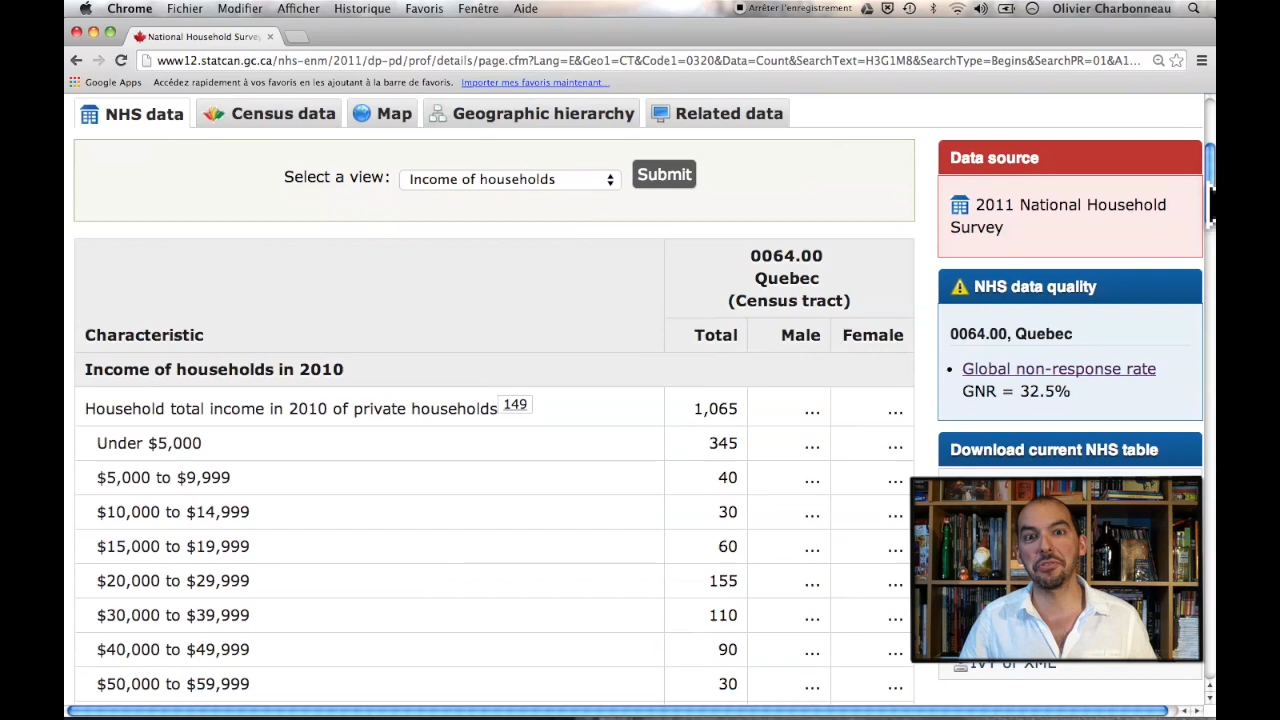 Chrome Fichier Modifier Afficher Historique Favoris Fenêtre Aide Arrêter l'enregistrement Olivier Charbonneau
National Household Surve
www12.statcan.gc.ca/nhs-enm/2011/dp-pd/prof/details/page.cfm?Lang=E&Geo1=CT&Code1=0320&Data=Count&SearchText=H3G1M8&SearchType=Begins&SearchPR=01&A1...
Google Apps Accédez rapidement à vos favoris en les ajoutant à la barre de favoris. Importer mes favoris maintenant...
NHS data Census data Map Geographic hierarchy Related data
Select a view: Income of households Submit
Characteristic
0064.00
Quebec
(Census tract)
Total Male Female
Income of households in 2010
Household total income in 2010 of private households 149 1,065 ... ...
Under $5,000 345 ... ...
$5,000 to $9,999 40 ... ...
$10,000 to $14,999 30 ... ...
$15,000 to $19,999 60 ... ...
$20,000 to $29,999 155 ... ...
$30,000 to $39,999 110 ... ...
$40,000 to $49,999 90 ... ...
$50,000 to $59,999 30 ... ...
Data source
2011 National Household
Survey
NHS data quality
0064.00, Quebec
• Global non-response rate
GNR = 32.5%
Download current NHS table